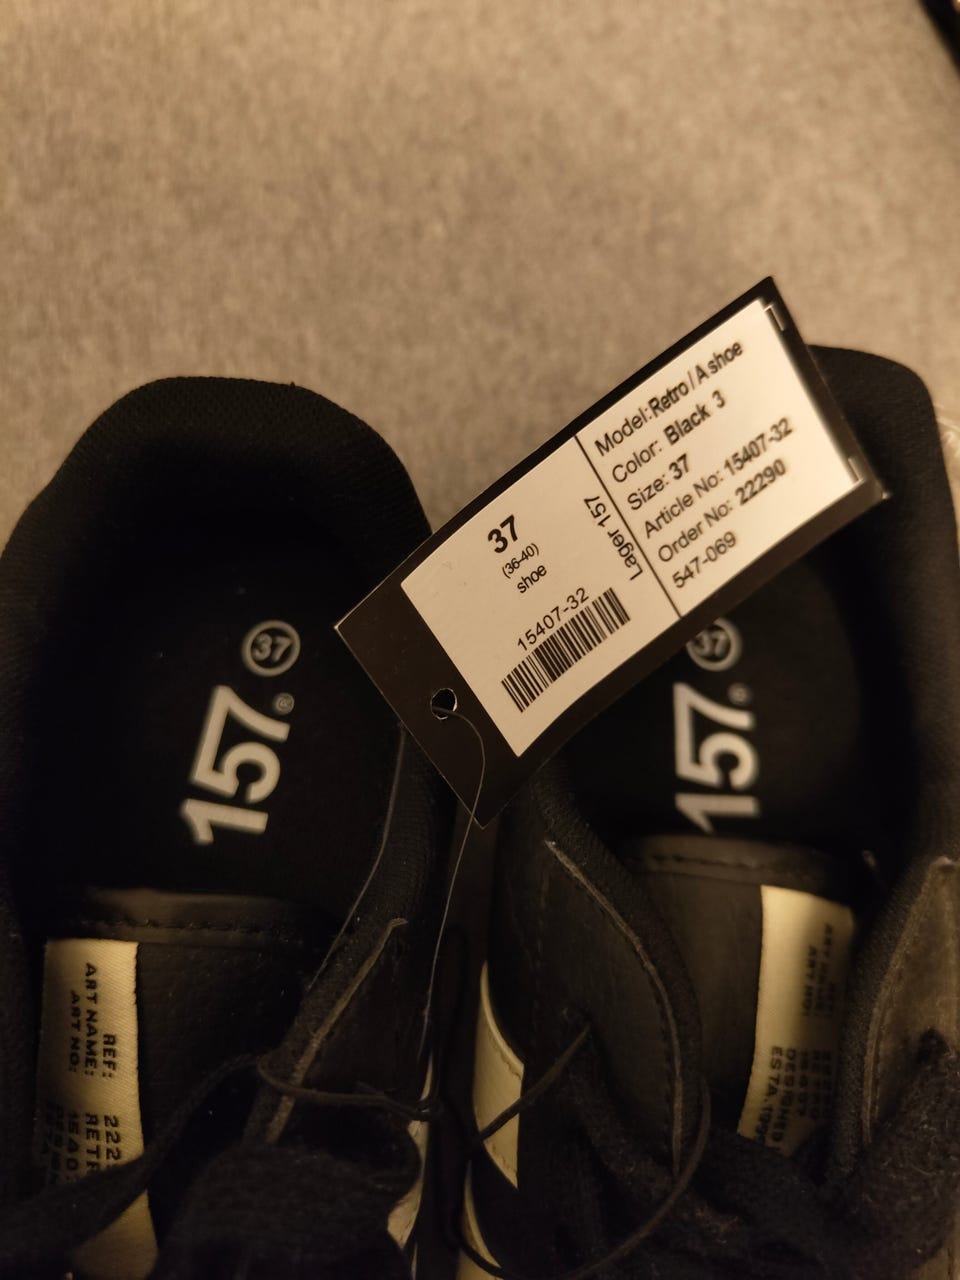 Model: Retro / A shoe
Color: Black 3
Size: 37
Article No: 15407-32
Order No: 22290
547-069
Lager 157
37
(36-40)
shoe
15407-32
37
157®
37
157
REF:
ART NAME:
ART NO:
ESTA.